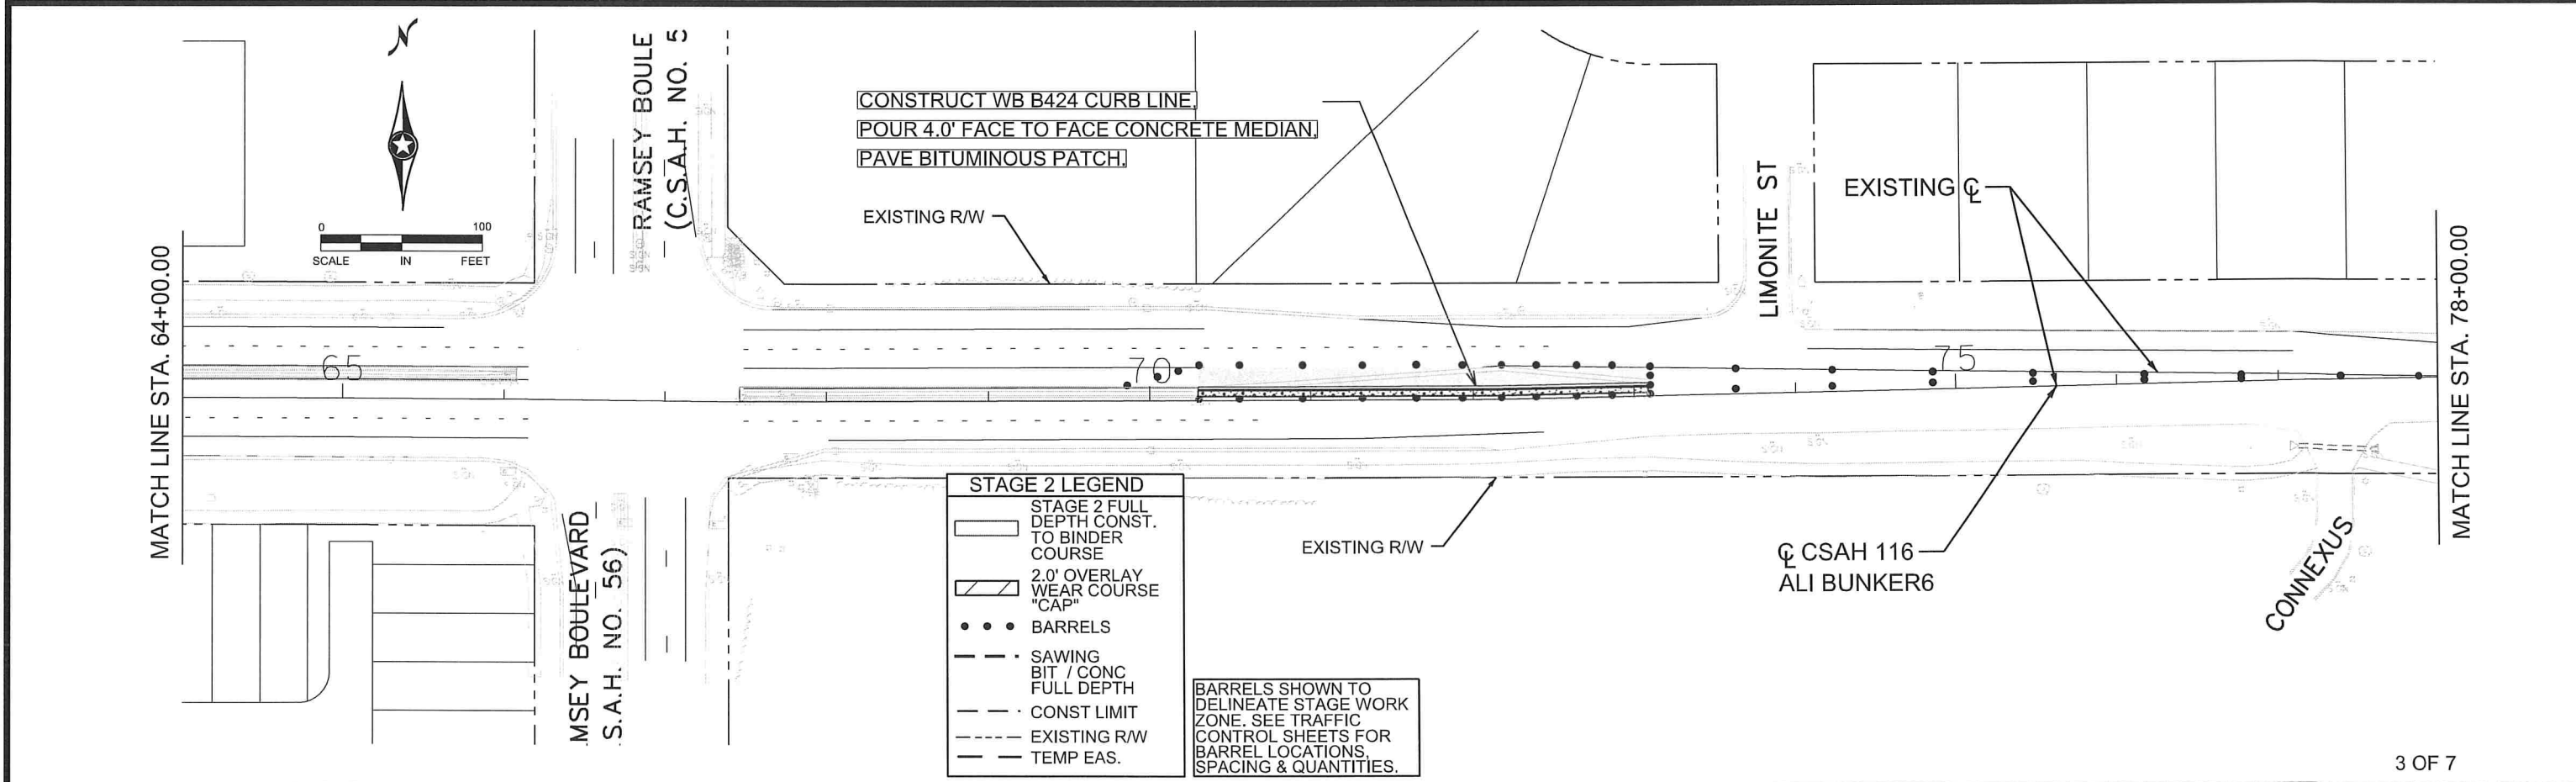 N
0 100
SCALE IN FEET
MATCH LINE STA. 64+00.00
RAMSEY BOULE
(C.S.A.H. NO. 5
CONSTRUCT WB B424 CURB LINE,
POUR 4.0' FACE TO FACE CONCRETE MEDIAN,
PAVE BITUMINOUS PATCH.
EXISTING R/W
LIMONITE ST
EXISTING ℄
MATCH LINE STA. 78+00.00
65
70
75
MSEY BOULEVARD
S.A.H. NO. 56)
STAGE 2 LEGEND
STAGE 2 FULL
DEPTH CONST.
TO BINDER
COURSE
2.0' OVERLAY
WEAR COURSE
"CAP"
BARRELS
SAWING
BIT / CONC
FULL DEPTH
CONST LIMIT
EXISTING R/W
TEMP EAS.
BARRELS SHOWN TO
DELINEATE STAGE WORK
ZONE. SEE TRAFFIC
CONTROL SHEETS FOR
BARREL LOCATIONS,
SPACING & QUANTITIES.
EXISTING R/W
℄ CSAH 116
ALI BUNKER6
CONNEXUS
3 OF 7